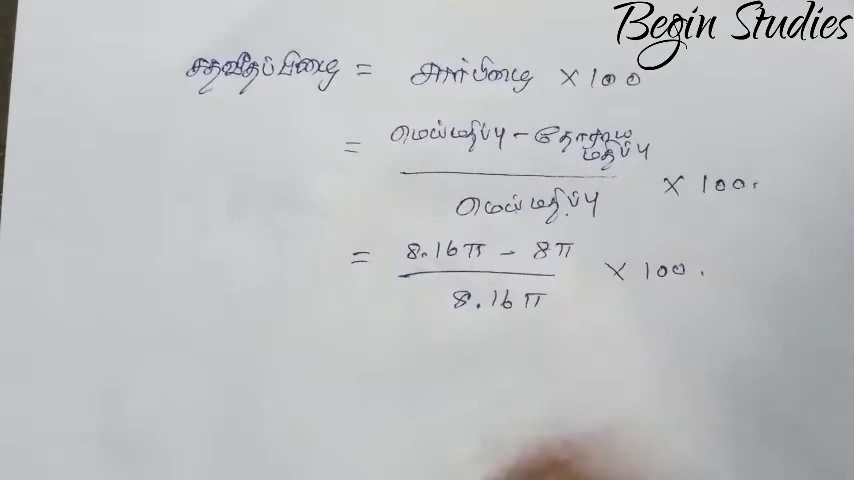 Begin Studies
சதவீதப்பிழை = சார்பிழை × 100
= மெய்மதிப்பு - தோராய மதிப்பு / மெய்மதிப்பு × 100.
= 8.16π - 8π / 8.16π × 100.